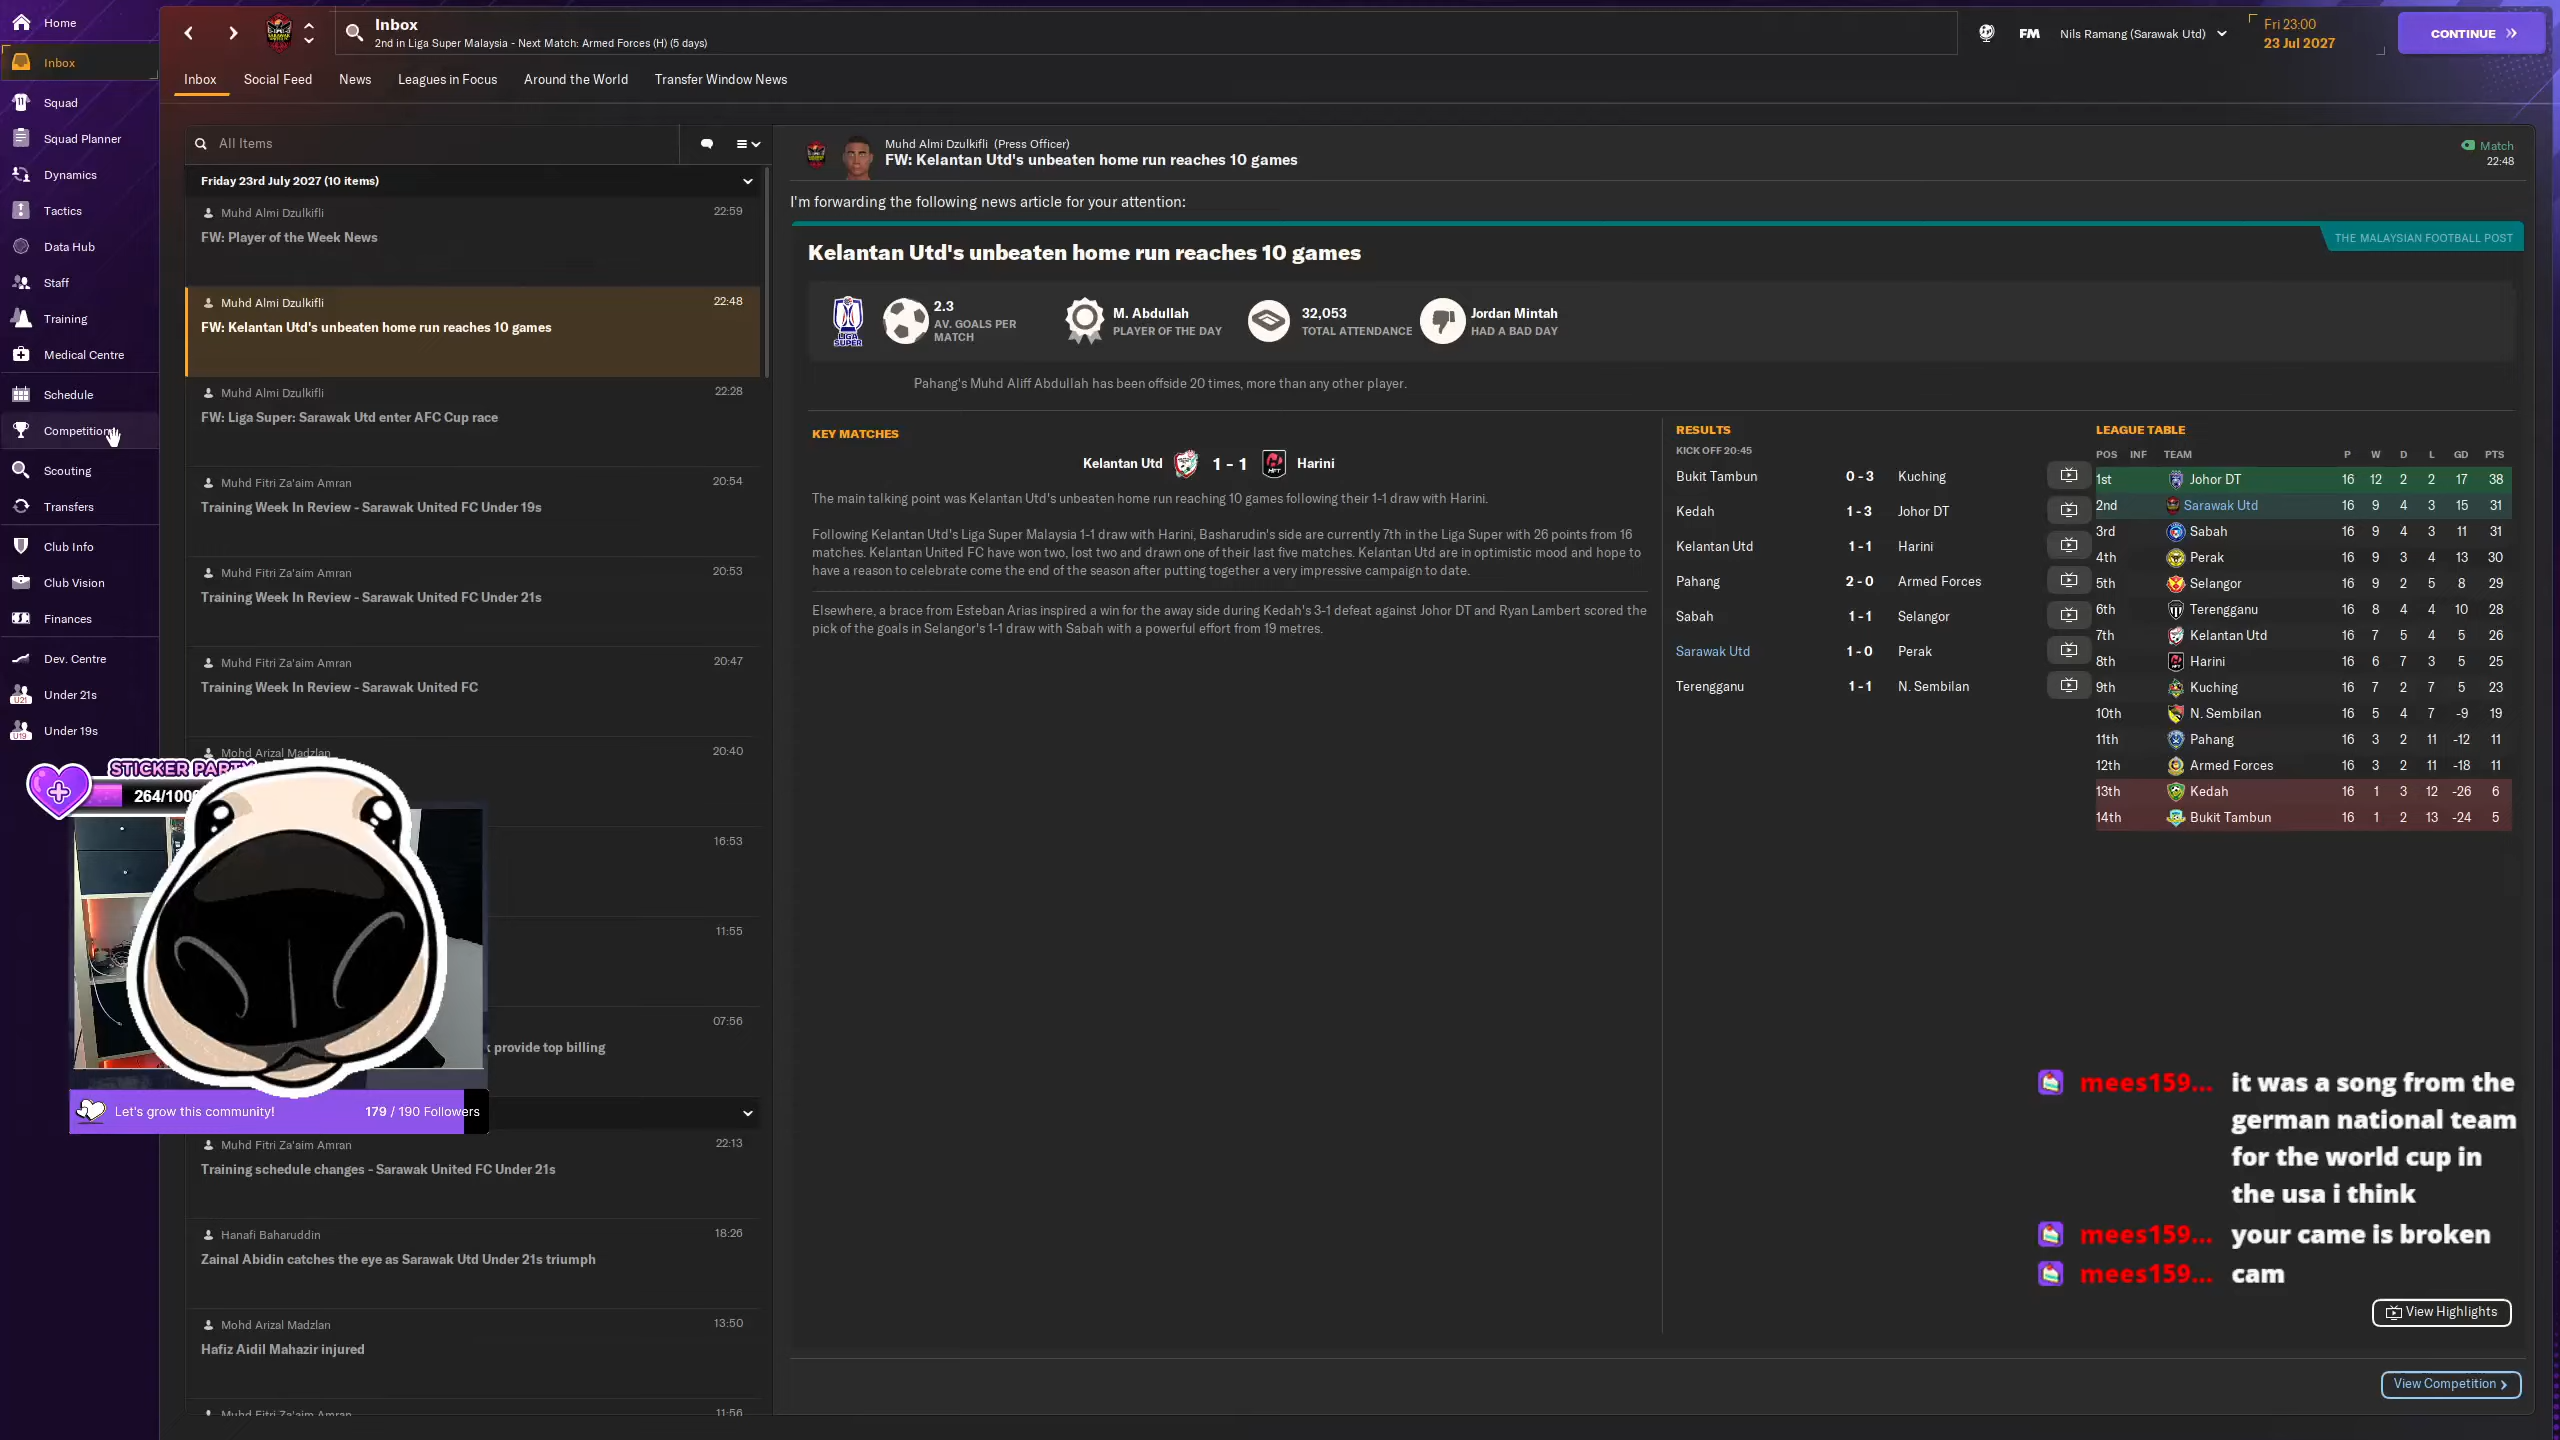 Home
Inbox
Squad
Squad Planner
Dynamics
Tactics
Data Hub
Staff
Training
Medical Centre
Schedule
Competition
Scouting
Transfers
Club Info
Club Vision
Finances
Dev. Centre
Under 21s
Under 19s
Inbox
2nd in Liga Super Malaysia - Next Match: Armed Forces (H) (5 days)
FM
Nils Ramang (Sarawak Utd)
Fri 23:00
23 Jul 2027
CONTINUE
Inbox Social Feed News Leagues in Focus Around the World Transfer Window News
All Items
Friday 23rd July 2027 (10 items)
Muhd Almi Dzulkifli 22:59
FW: Player of the Week News
Muhd Almi Dzulkifli 22:48
FW: Kelantan Utd's unbeaten home run reaches 10 games
Muhd Almi Dzulkifli 22:28
FW: Liga Super: Sarawak Utd enter AFC Cup race
Muhd Fitri Za'aim Amran 20:54
Training Week In Review - Sarawak United FC Under 19s
Muhd Fitri Za'aim Amran 20:53
Training Week In Review - Sarawak United FC Under 21s
Muhd Fitri Za'aim Amran 20:47
Training Week In Review - Sarawak United FC
Mohd Arizal Madzlan 20:40
16:53
11:55
07:56
provide top billing
Muhd Fitri Za'aim Amran 22:13
Training schedule changes - Sarawak United FC Under 21s
Hanafi Baharuddin 18:26
Zainal Abidin catches the eye as Sarawak Utd Under 21s triumph
Mohd Arizal Madzlan 13:50
Hafiz Aidil Mahazir injured
Muhd Fitri Za'aim Amran 11:56
STICKER PARTY
264/100
Let's grow this community! 179 / 190 Followers
Muhd Almi Dzulkifli (Press Officer)
FW: Kelantan Utd's unbeaten home run reaches 10 games
Match
22:48
I'm forwarding the following news article for your attention:
THE MALAYSIAN FOOTBALL POST
Kelantan Utd's unbeaten home run reaches 10 games
LIGA SUPER
2.3
AV. GOALS PER
MATCH
M. Abdullah
PLAYER OF THE DAY
32,053
TOTAL ATTENDANCE
Jordan Mintah
HAD A BAD DAY
Pahang's Muhd Aliff Abdullah has been offside 20 times, more than any other player.
KEY MATCHES
Kelantan Utd 1 - 1 Harini
The main talking point was Kelantan Utd's unbeaten home run reaching 10 games following their 1-1 draw with Harini.
Following Kelantan Utd's Liga Super Malaysia 1-1 draw with Harini, Basharudin's side are currently 7th in the Liga Super with 26 points from 16
matches. Kelantan United FC have won two, lost two and drawn one of their last five matches. Kelantan Utd are in optimistic mood and hope to
have a reason to celebrate come the end of the season after putting together a very impressive campaign to date.
Elsewhere, a brace from Esteban Arias inspired a win for the away side during Kedah's 3-1 defeat against Johor DT and Ryan Lambert scored the
pick of the goals in Selangor's 1-1 draw with Sabah with a powerful effort from 19 metres.
RESULTS
KICK OFF 20:45
Bukit Tambun 0 - 3 Kuching
Kedah 1 - 3 Johor DT
Kelantan Utd 1 - 1 Harini
Pahang 2 - 0 Armed Forces
Sabah 1 - 1 Selangor
Sarawak Utd 1 - 0 Perak
Terengganu 1 - 1 N. Sembilan
LEAGUE TABLE
POS INF TEAM P W D L GD PTS
1st Johor DT 16 12 2 2 17 38
2nd Sarawak Utd 16 9 4 3 15 31
3rd Sabah 16 9 4 3 11 31
4th Perak 16 9 3 4 13 30
5th Selangor 16 9 2 5 8 29
6th Terengganu 16 8 4 4 10 28
7th Kelantan Utd 16 7 5 4 5 26
8th Harini 16 6 7 3 5 25
9th Kuching 16 7 2 7 5 23
10th N. Sembilan 16 5 4 7 -9 19
11th Pahang 16 3 2 11 -12 11
12th Armed Forces 16 3 2 11 -18 11
13th Kedah 16 1 3 12 -26 6
14th Bukit Tambun 16 1 2 13 -24 5
mees159... it was a song from the
german national team
for the world cup in
the usa i think
mees159... your came is broken
mees159... cam
View Highlights
View Competition